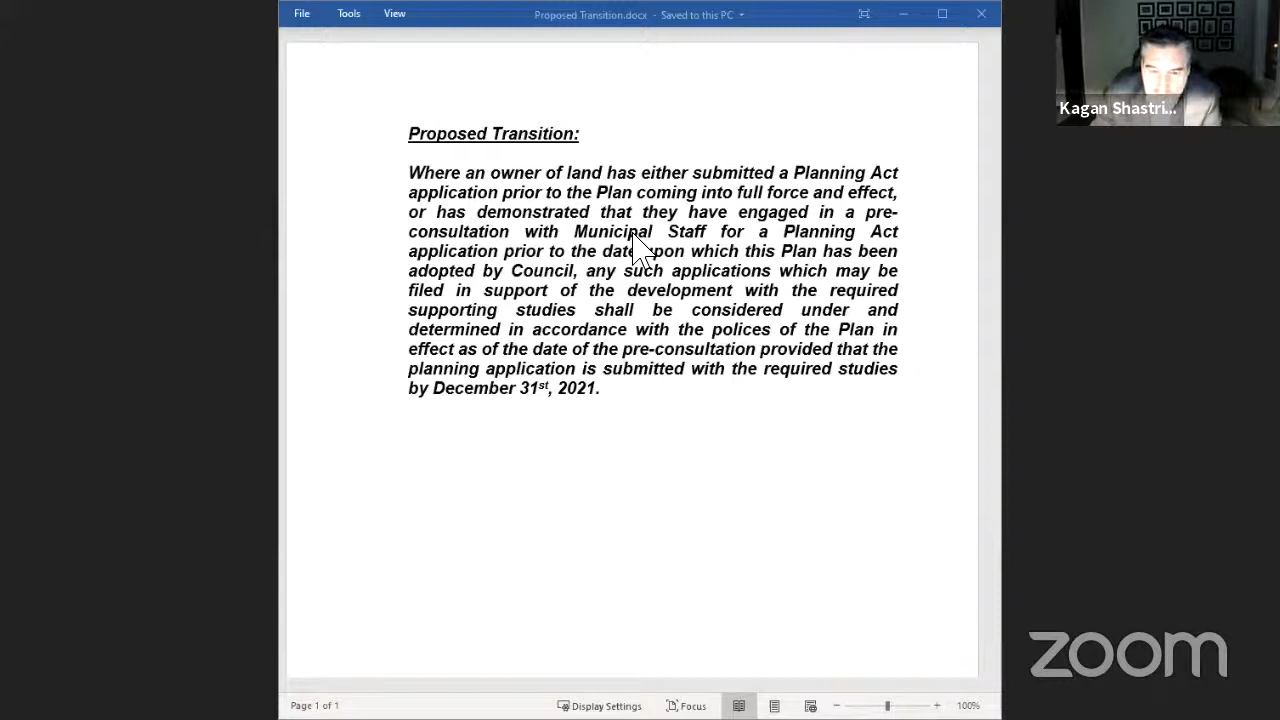 File Tools View Proposed Transition.docx - Saved to this PC
Kagan Shastri...
Proposed Transition:
Where an owner of land has either submitted a Planning Act
application prior to the Plan coming into full force and effect,
or has demonstrated that they have engaged in a pre-
consultation with Municipal Staff for a Planning Act
application prior to the date upon which this Plan has been
adopted by Council, any such applications which may be
filed in support of the development with the required
supporting studies shall be considered under and
determined in accordance with the polices of the Plan in
effect as of the date of the pre-consultation provided that the
planning application is submitted with the required studies
by December 31st, 2021.
zoom
Page 1 of 1 Display Settings Focus 100%